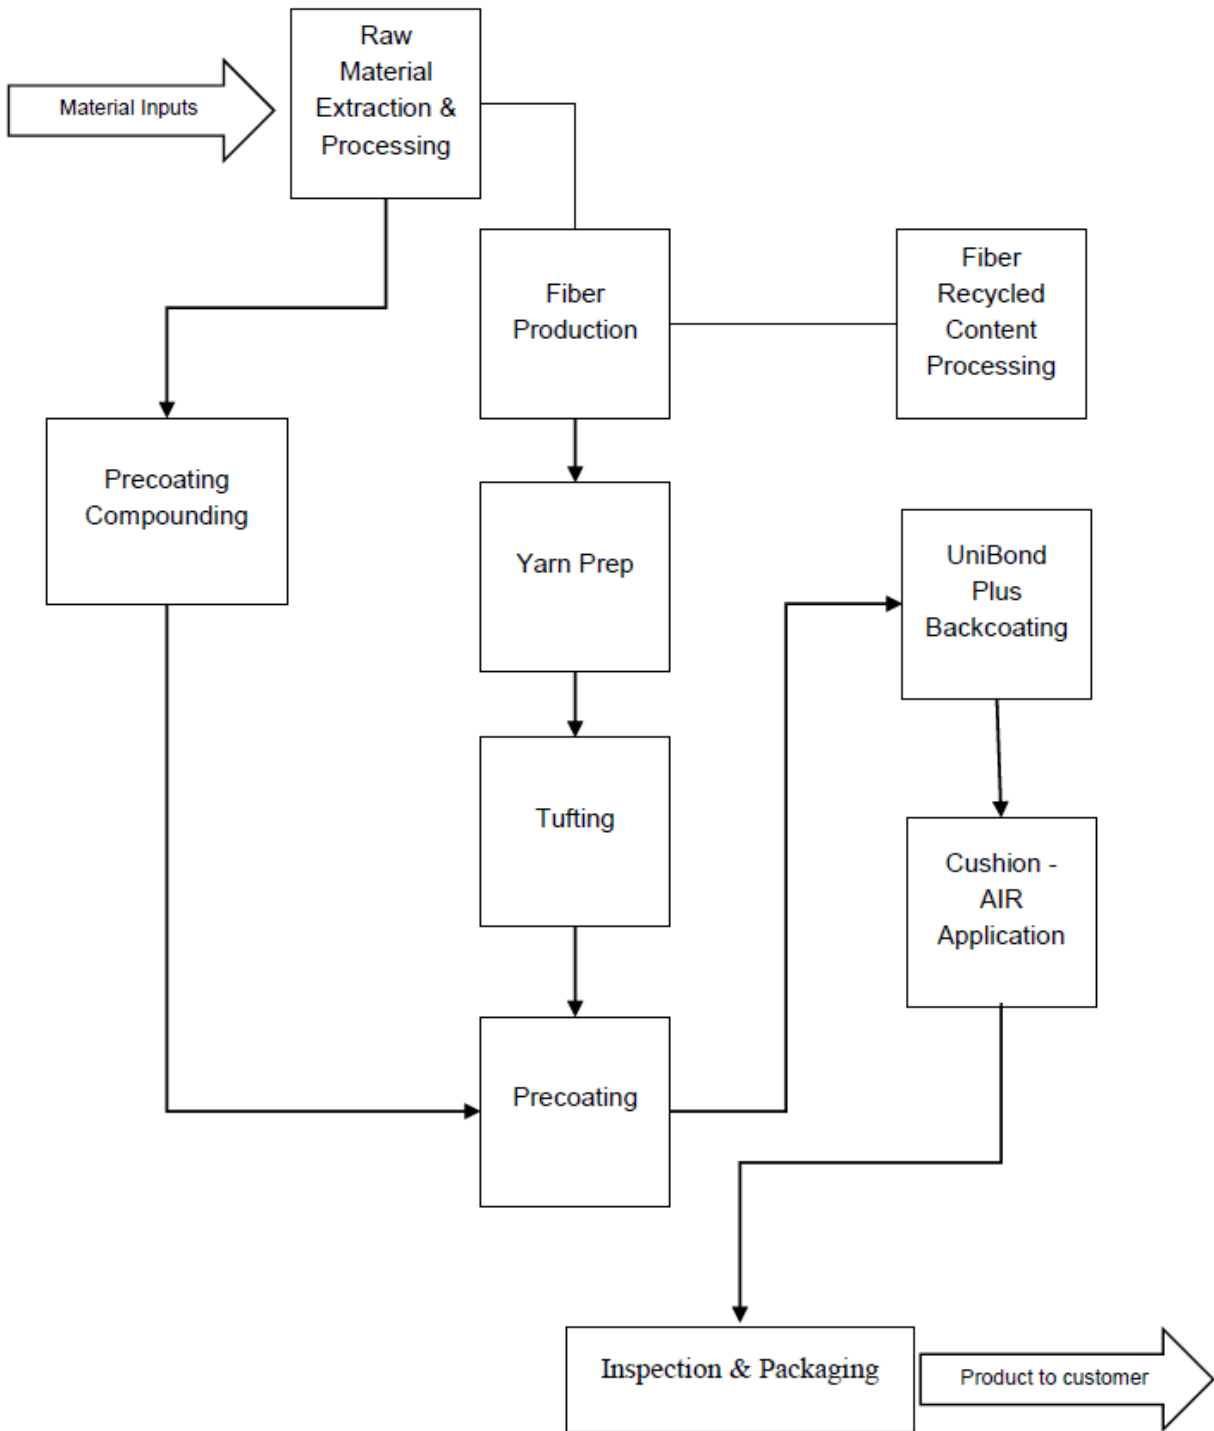 Material Inputs
Raw
Material
Extraction &
Processing
Fiber
Production
Fiber
Recycled
Content
Processing
Precoating
Compounding
Yarn Prep
UniBond
Plus
Backcoating
Tufting
Cushion -
AIR
Application
Precoating
Inspection & Packaging
Product to customer